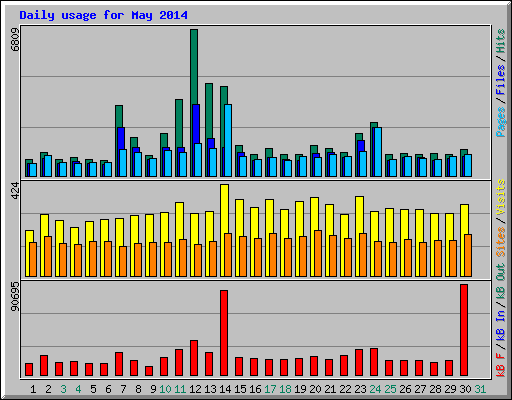 Daily usage for May 2014
6809
Pages / Files / Hits
424
Sites / Visits
90695
kB F / kB In / kB Out
1 2 3 4 5 6 7 8 9 10 11 12 13 14 15 16 17 18 19 20 21 22 23 24 25 26 27 28 29 30 31